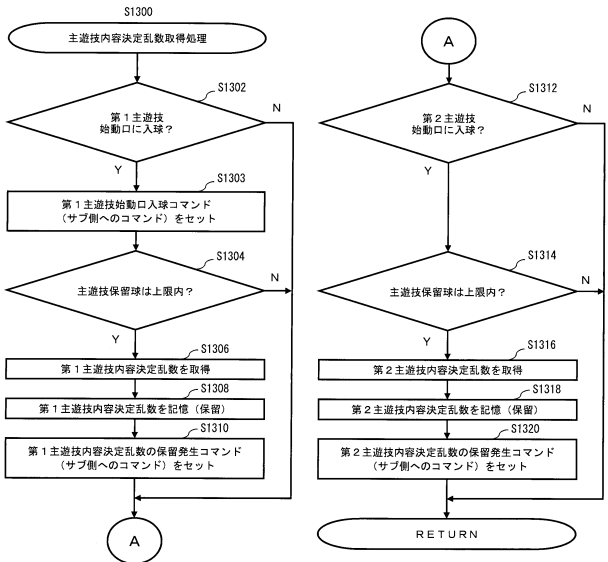 S1300
主遊技内容決定乱数取得処理
S1302
第1主遊技
始動口に入球?
N
Y
S1303
第1主遊技始動口入球コマンド
(サブ側へのコマンド)をセット
S1304
主遊技保留球は上限内?
N
Y
S1306
第1主遊技内容決定乱数を取得
S1308
第1主遊技内容決定乱数を記憶(保留)
S1310
第1主遊技内容決定乱数の保留発生コマンド
(サブ側へのコマンド)をセット
A
A
S1312
第2主遊技
始動口に入球?
N
Y
S1314
主遊技保留球は上限内?
N
Y
S1316
第2主遊技内容決定乱数を取得
S1318
第2主遊技内容決定乱数を記憶(保留)
S1320
第2主遊技内容決定乱数の保留発生コマンド
(サブ側へのコマンド)をセット
RETURN